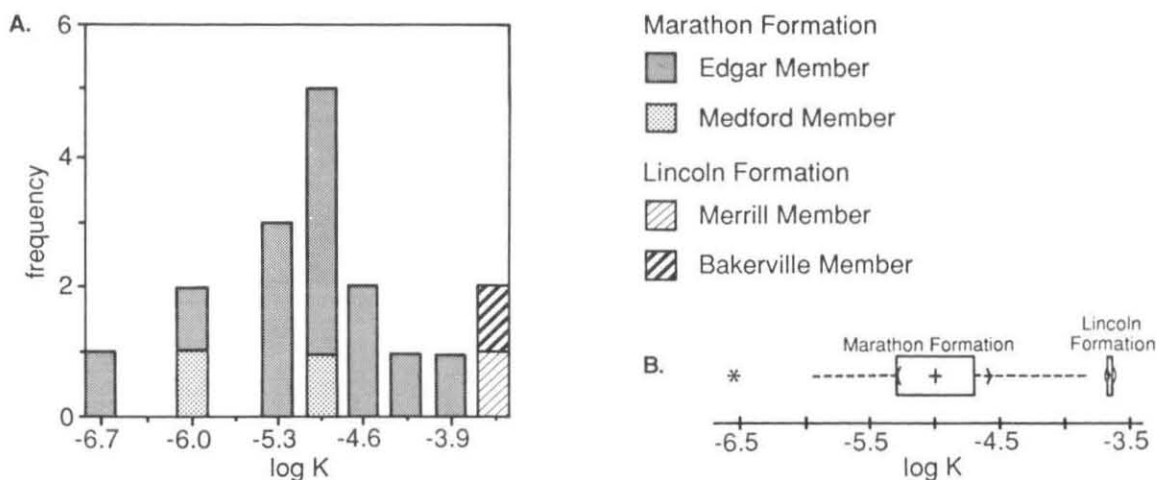 A.
6
4
2
0
frequency
-6.7 -6.0 -5.3 -4.6 -3.9
log K
Marathon Formation
Edgar Member
Medford Member
Lincoln Formation
Merrill Member
Bakerville Member
B.
Marathon Formation
Lincoln
Formation
*
-6.5 -5.5 -4.5 -3.5
log K